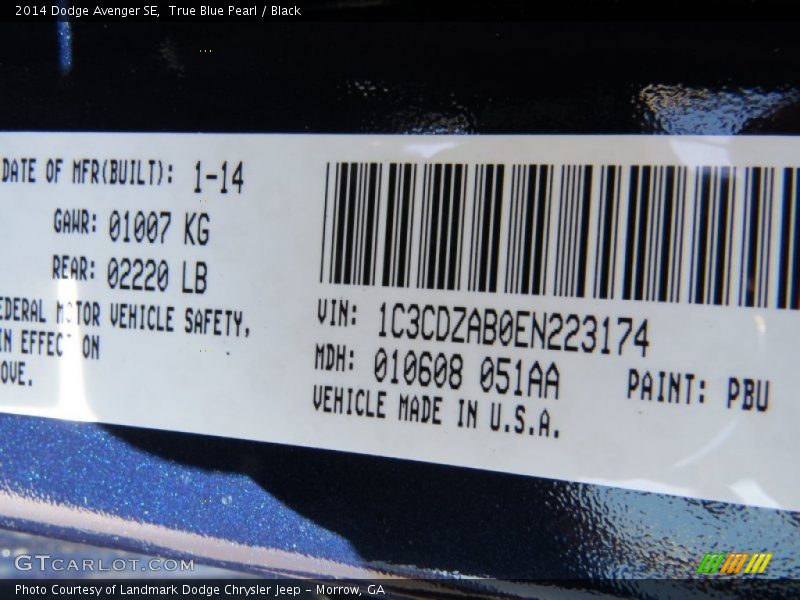 2014 Dodge Avenger SE,  True Blue Pearl / Black
DATE OF MFR(BUILT): 1-14
GAWR: 01007 KG
REAR: 02220 LB
MOTOR VEHICLE SAFETY,
IN EFFECT ON
VIN: 1C3CDZAB0EN223174
MDH: 010608 051AA
PAINT: PBU
VEHICLE MADE IN U.S.A.
GTCARLOT.COM
Photo Courtesy of Landmark Dodge Chrysler Jeep - Morrow, GA